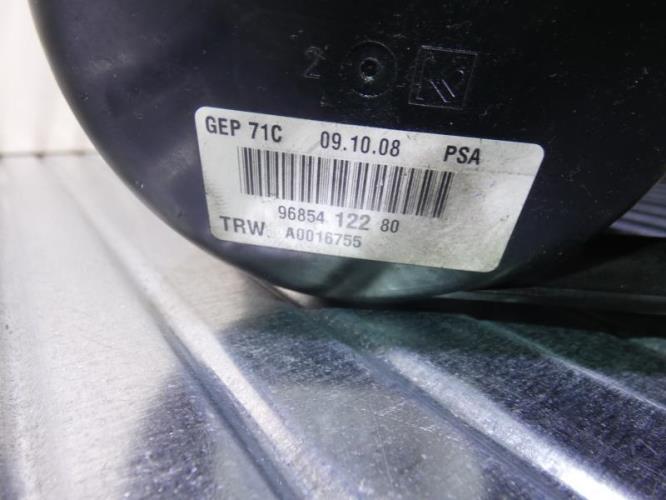 2
GEP 71C 09.10.08 PSA
96854 122 80
TRW. A0016755